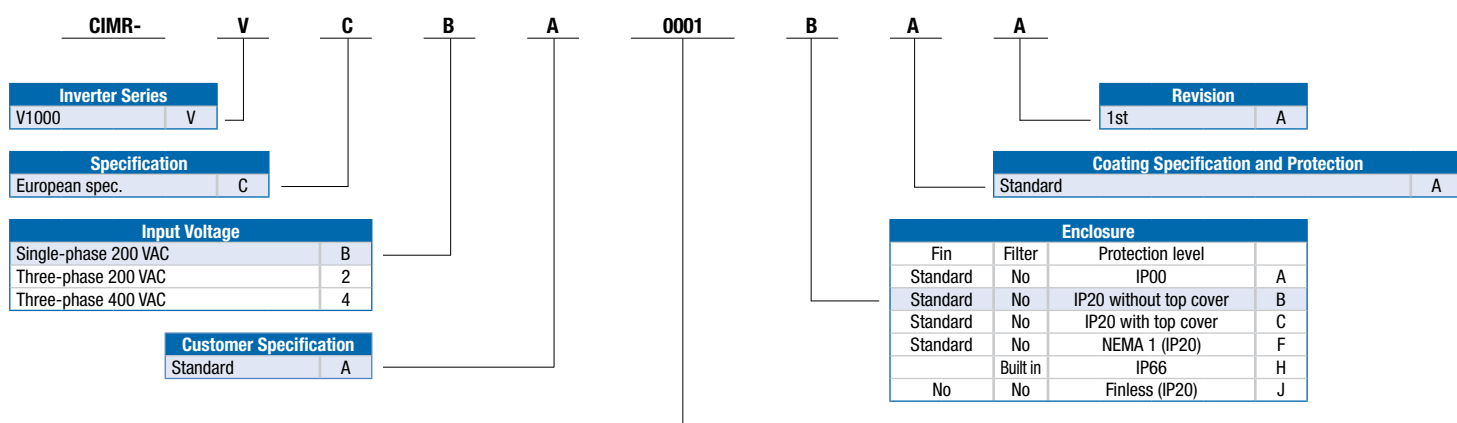 CIMR- V C B A 0001 B A A
Inverter Series
V1000 V
Revision
1st A
Specification
European spec. C
Coating Specification and Protection
Standard A
Input Voltage
Single-phase 200 VAC B
Three-phase 200 VAC 2
Three-phase 400 VAC 4
Enclosure
Fin Filter Protection level
Standard No IP00 A
Standard No IP20 without top cover B
Standard No IP20 with top cover C
Standard No NEMA 1 (IP20) F
Built in IP66 H
No No Finless (IP20) J
Customer Specification
Standard A